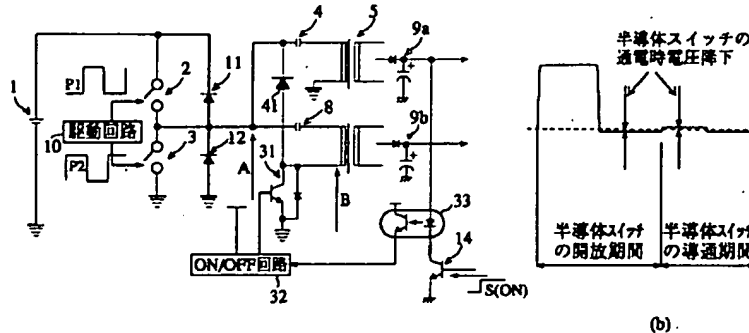 4
5
9a
半導体スイッチの
通電時電圧降下
P1
2
11
1
41
8
駆動回路
10
12
9b
3
31
P2
A
B
33
14
半導体スイッチ
の開放期間
半導体スイッチ
の導通期間
ON/OFF回路
32
S(ON)
(b)